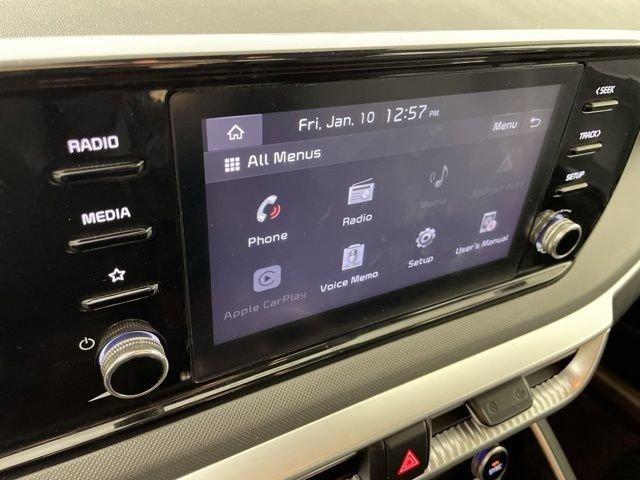 RADIO
MEDIA
Fri, Jan. 10 12:57 PM
Menu
All Menus
Phone
Radio
Media
Android Auto
Apple CarPlay
Voice Memo
Setup
User's Manual
< SEEK
TRACK >
SETUP